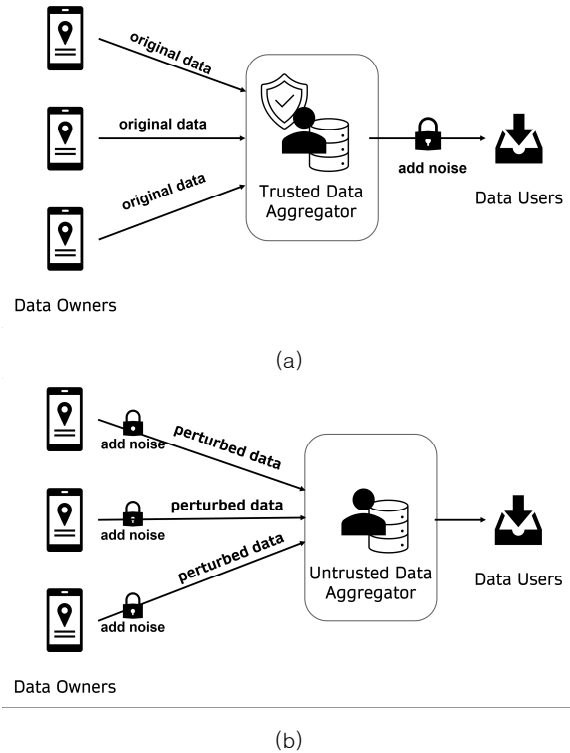 original data
original data
original data
Trusted Data
Aggregator
add noise
Data Users
Data Owners
(a)
add noise
perturbed data
add noise
perturbed data
add noise
perturbed data
Untrusted Data
Aggregator
Data Users
Data Owners
(b)